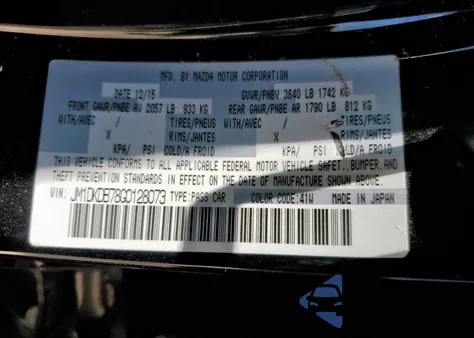 MFD. BY MAZDA MOTOR CORPORATION
DATE 12/15 GVWR/PNBV 3840 LB 1742 KG
FRONT GAWR/PNBE AV 2057 LB 933 KG REAR GAWR/PNBE AR 1790 LB 812 KG
WITH/AVEC TIRES/PNEUS WITH/AVEC TIRES/PNEUS
X RIMS/JANTES X RIMS/JANTES
KPA/ PSI COLD/A FROID KPA/ PSI COLD/A FROID
THIS VEHICLE CONFORMS TO ALL APPLICABLE FEDERAL MOTOR VEHICLE SAFETY, BUMPER, AND
THEFT PREVENTION STANDARDS IN EFFECT ON THE DATE OF MANUFACTURE SHOWN ABOVE.
VIN: JM1DKDB78G0128073 TYPE:PASS CAR COLOR CODE:41W MADE IN JAPAN